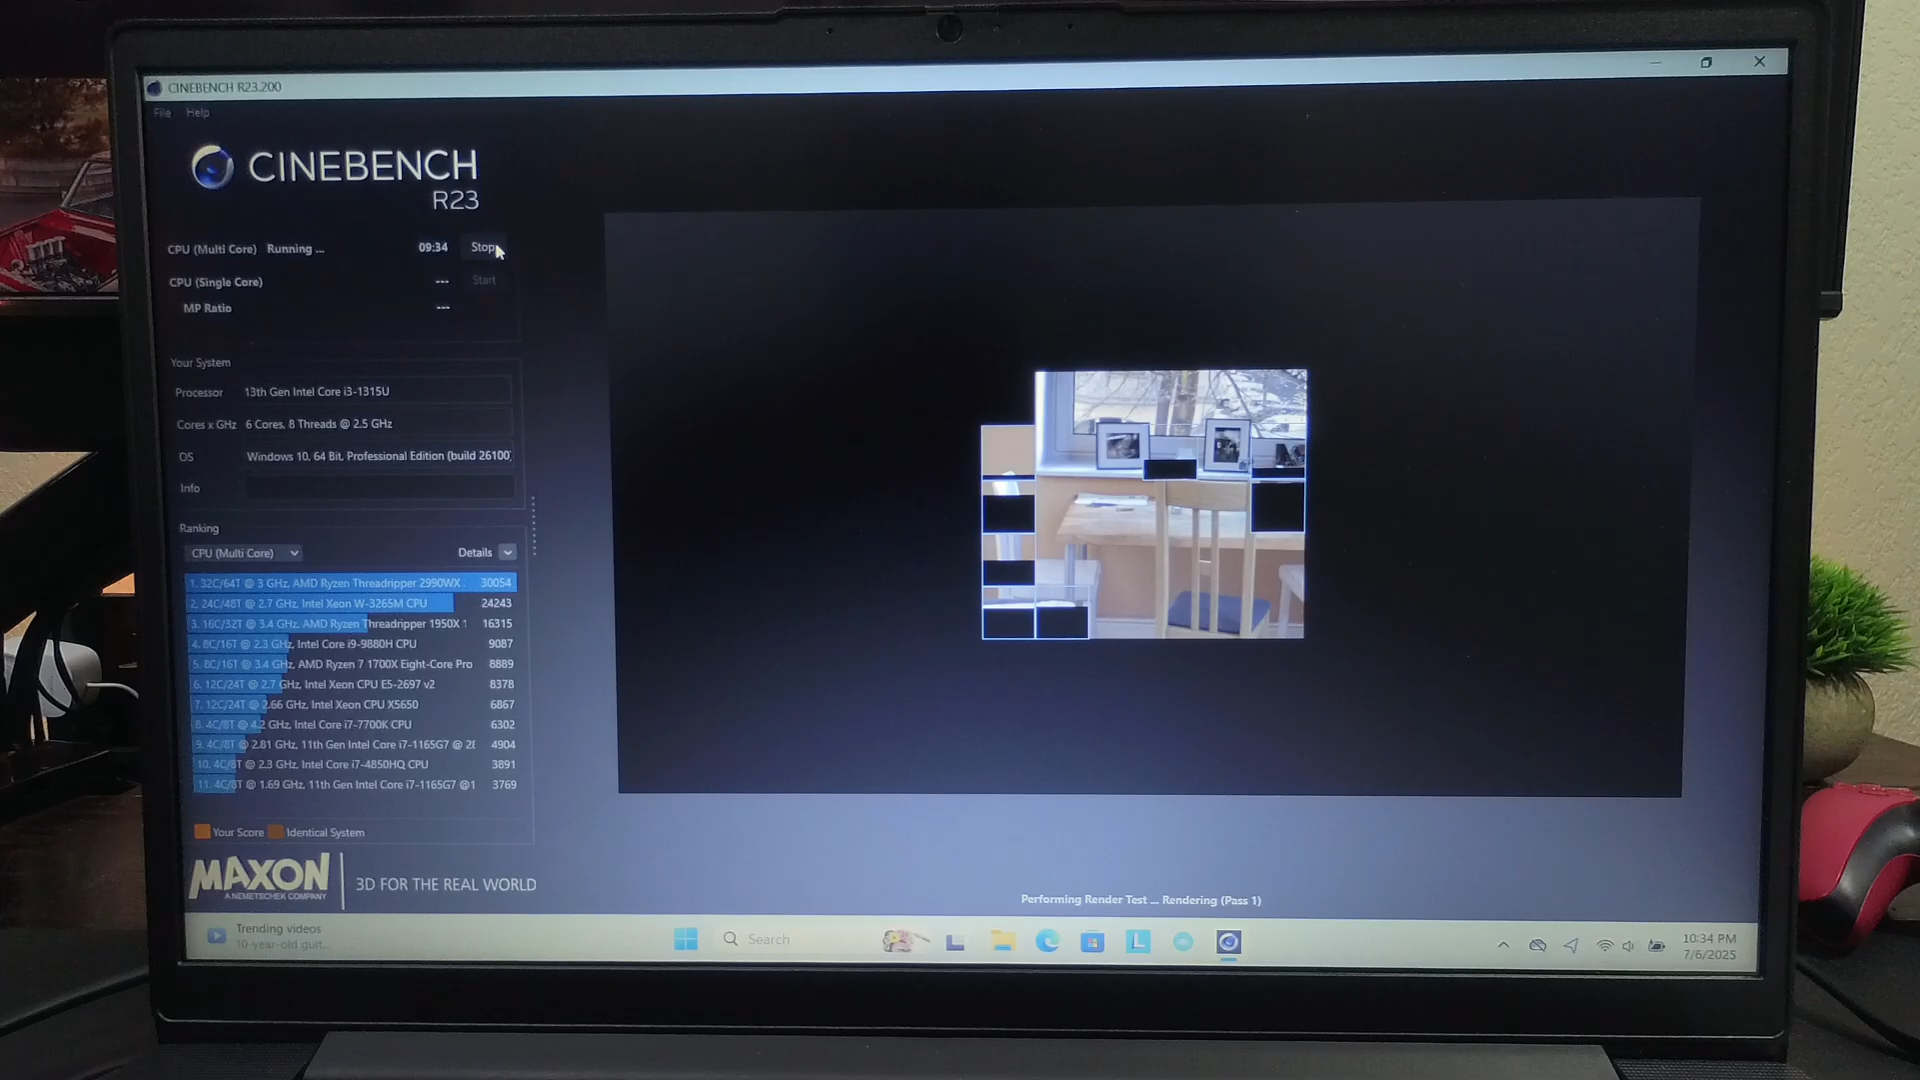 CINEBENCH R23.200
File Help
CINEBENCH
R23
CPU (Multi Core) Running ... 09:34 Stop
CPU (Single Core) --- Start
MP Ratio ---
Your System
Processor 13th Gen Intel Core i3-1315U
Cores x GHz 6 Cores, 8 Threads @ 2.5 GHz
OS Windows 10, 64 Bit, Professional Edition (build 26100)
Info
Ranking
CPU (Multi Core) Details
1. 32C/64T @ 3 GHz, AMD Ryzen Threadripper 2990WX 30054
2. 24C/48T @ 2.7 GHz, Intel Xeon W-3265M CPU 24243
3. 16C/32T @ 3.4 GHz, AMD Ryzen Threadripper 1950X 1 16315
4. 8C/16T @ 2.3 GHz, Intel Core i9-9880H CPU 9087
5. 8C/16T @ 3.4 GHz, AMD Ryzen 7 1700X Eight-Core Pro 8889
6. 12C/24T @ 2.7 GHz, Intel Xeon CPU E5-2697 v2 8378
7. 12C/24T @ 2.66 GHz, Intel Xeon CPU X5650 6867
8. 4C/8T @ 4.2 GHz, Intel Core i7-7700K CPU 6302
9. 4C/8T @ 2.81 GHz, 11th Gen Intel Core i7-1165G7 @ 28 4904
10. 4C/8T @ 2.3 GHz, Intel Core i7-4850HQ CPU 3891
11. 4C/8T @ 1.69 GHz, 11th Gen Intel Core i7-1165G7 @1 3769
Your Score Identical System
MAXON
A NEMETSCHEK COMPANY
3D FOR THE REAL WORLD
Performing Render Test ... Rendering (Pass 1)
Trending videos
10-year-old guit...
Search
L
10:34 PM
7/6/2025